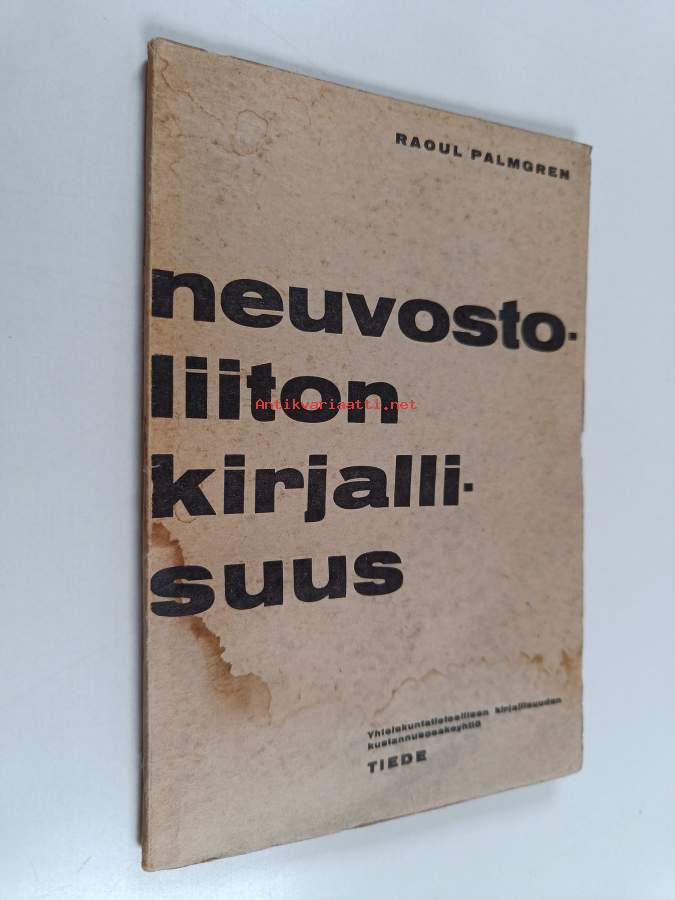 RAOUL PALMGREN
neuvosto-
liiton
Antikvariaatti.net
kirjalli-
suus
Yhteiskuntatieteellisen kirjallisuuden
kustannusosakeyhtiö
TIEDE